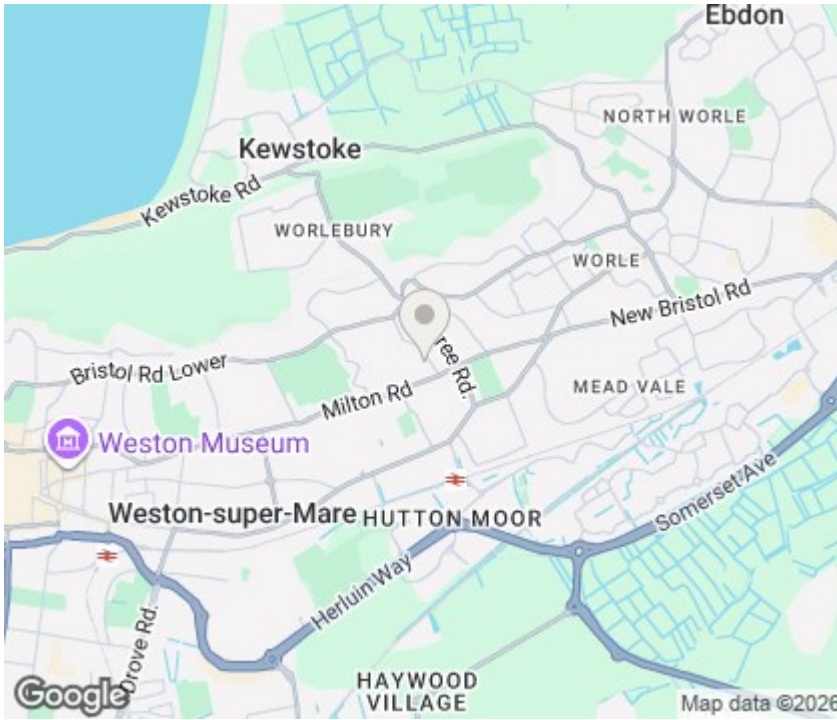 Ebdon
NORTH WORLE
Kewstoke
Kewstoke Rd
WORLEBURY
WORLE
New Bristol Rd
ree Rd.
Bristol Rd Lower
Milton Rd
MEAD VALE
Weston Museum
Somerset Ave
Weston-super-Mare
HUTTON MOOR
Herluin Way
Drove Rd.
HAYWOOD
VILLAGE
Google
Map data ©2026